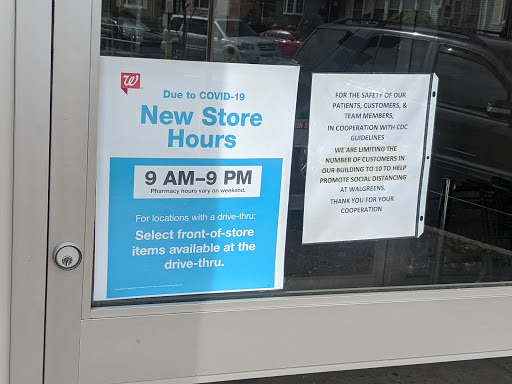 W
Due to COVID-19
New Store
Hours
9 AM–9 PM
Pharmacy hours vary on weekend.
For locations with a drive-thru:
Select front-of-store
items available at the
drive-thru.
FOR THE SAFETY OF OUR
PATIENTS, CUSTOMERS, &
TEAM MEMBERS,
IN COOPERATION WITH CDC
GUIDELINES
WE ARE LIMITING THE
NUMBER OF CUSTOMERS IN
OUR BUILDING TO 10 TO HELP
PROMOTE SOCIAL DISTANCING
AT WALGREENS.
THANK YOU FOR YOUR
COOPERATION